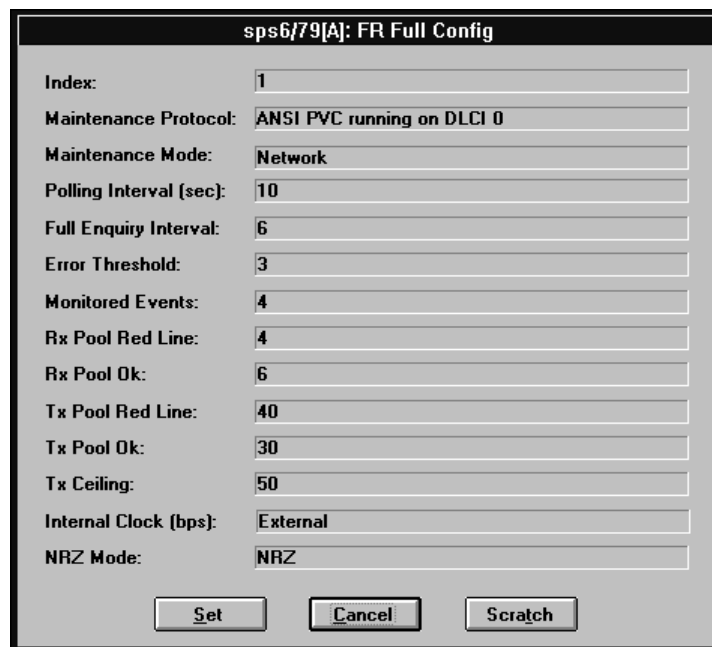 sps6/79[A]: FR Full Config
Index: 1
Maintenance Protocol: ANSI PVC running on DLCI 0
Maintenance Mode: Network
Polling Interval (sec): 10
Full Enquiry Interval: 6
Error Threshold: 3
Monitored Events: 4
Rx Pool Red Line: 4
Rx Pool Ok: 6
Tx Pool Red Line: 40
Tx Pool Ok: 30
Tx Ceiling: 50
Internal Clock (bps): External
NRZ Mode: NRZ
Set Cancel Scratch